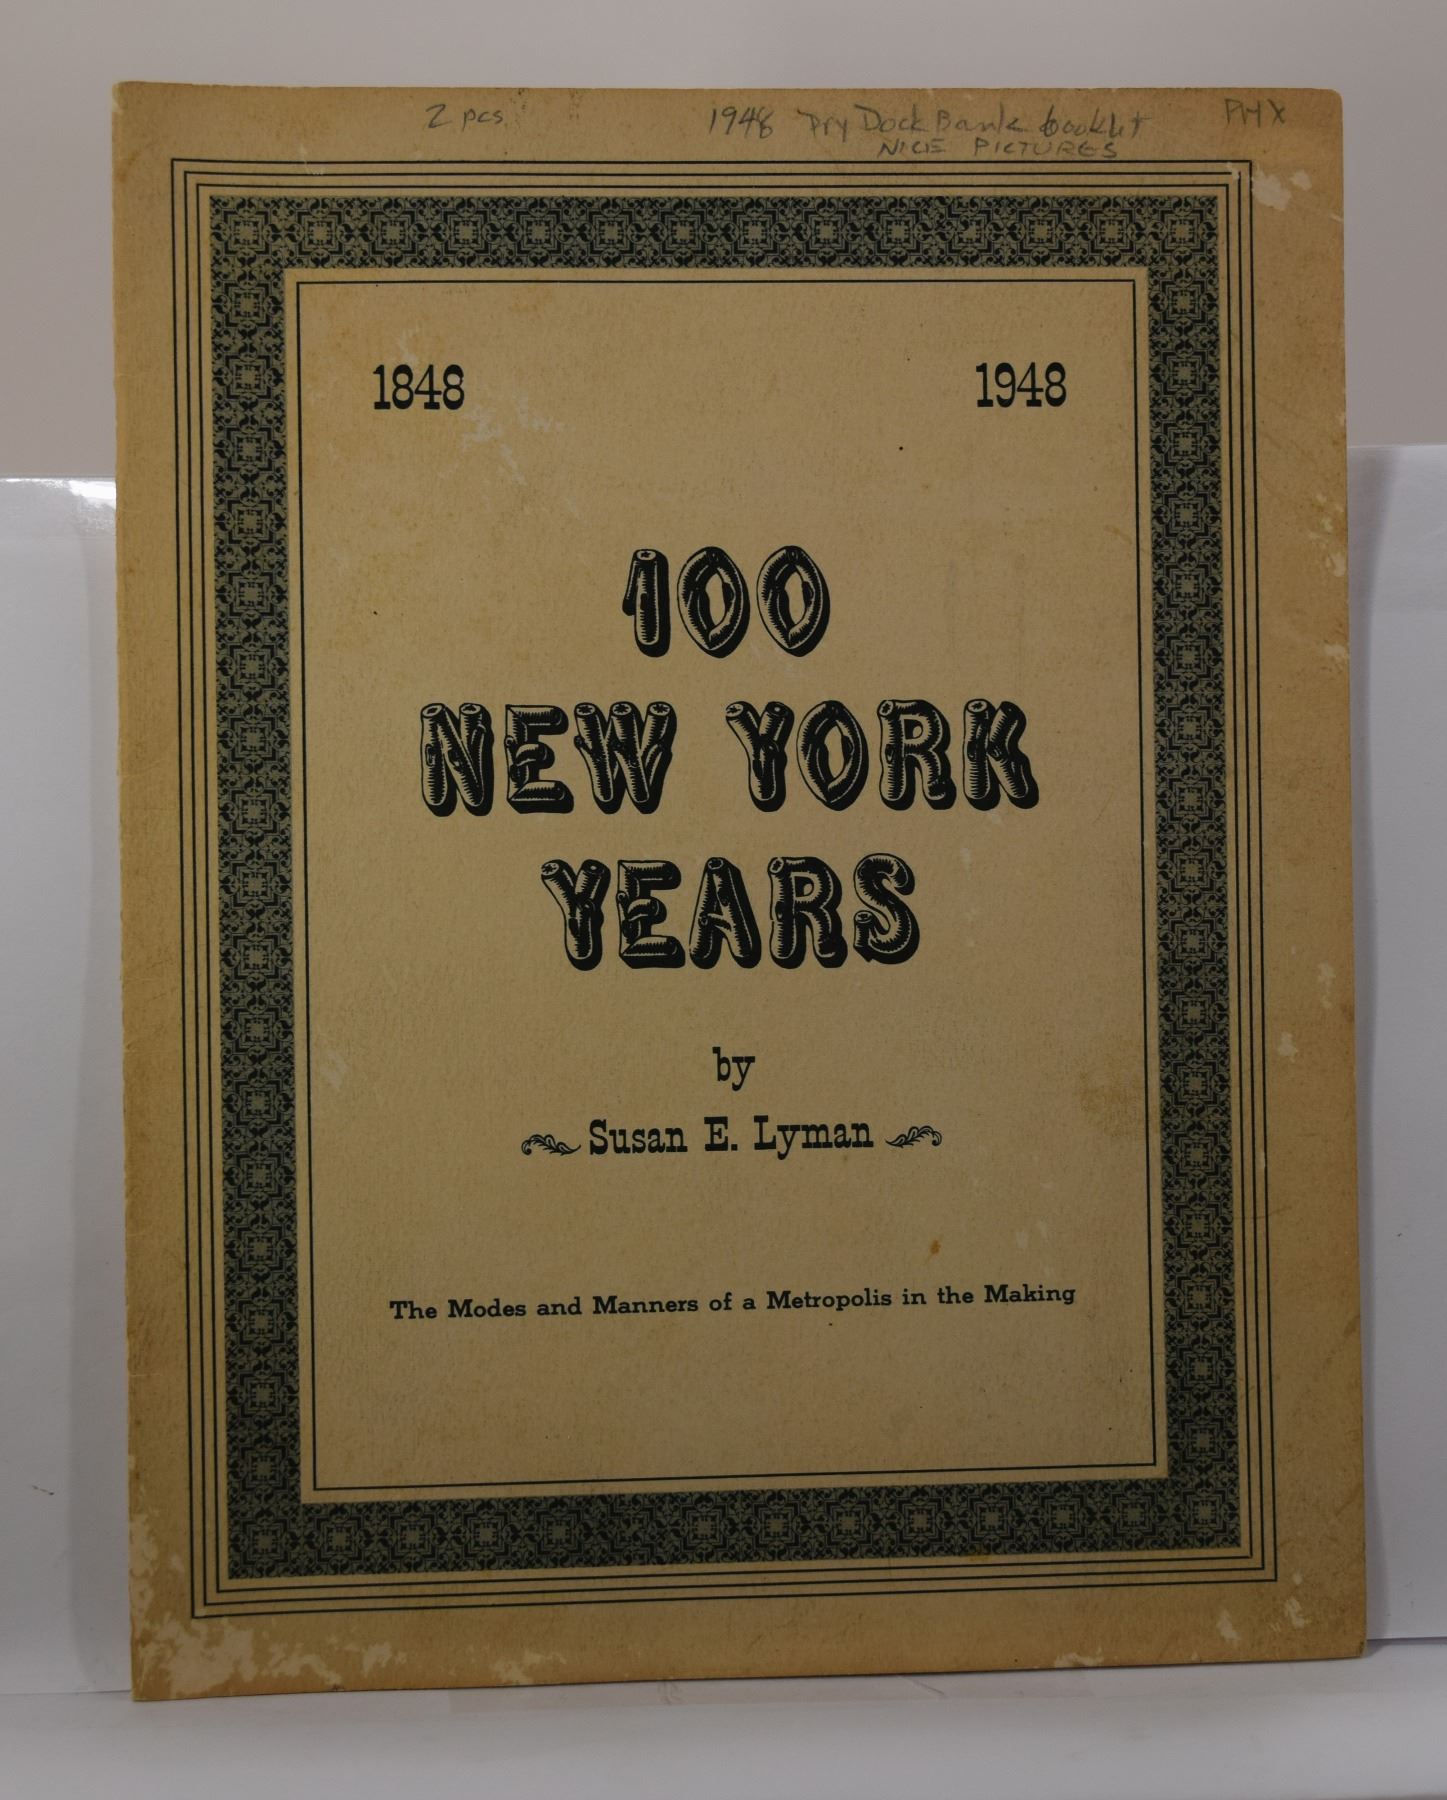 2 pcs. 1948 Dry Dock Bank booklet PHX
NICE PICTURES
1848 1948
100
NEW YORK
YEARS
by
Susan E. Lyman
The Modes and Manners of a Metropolis in the Making